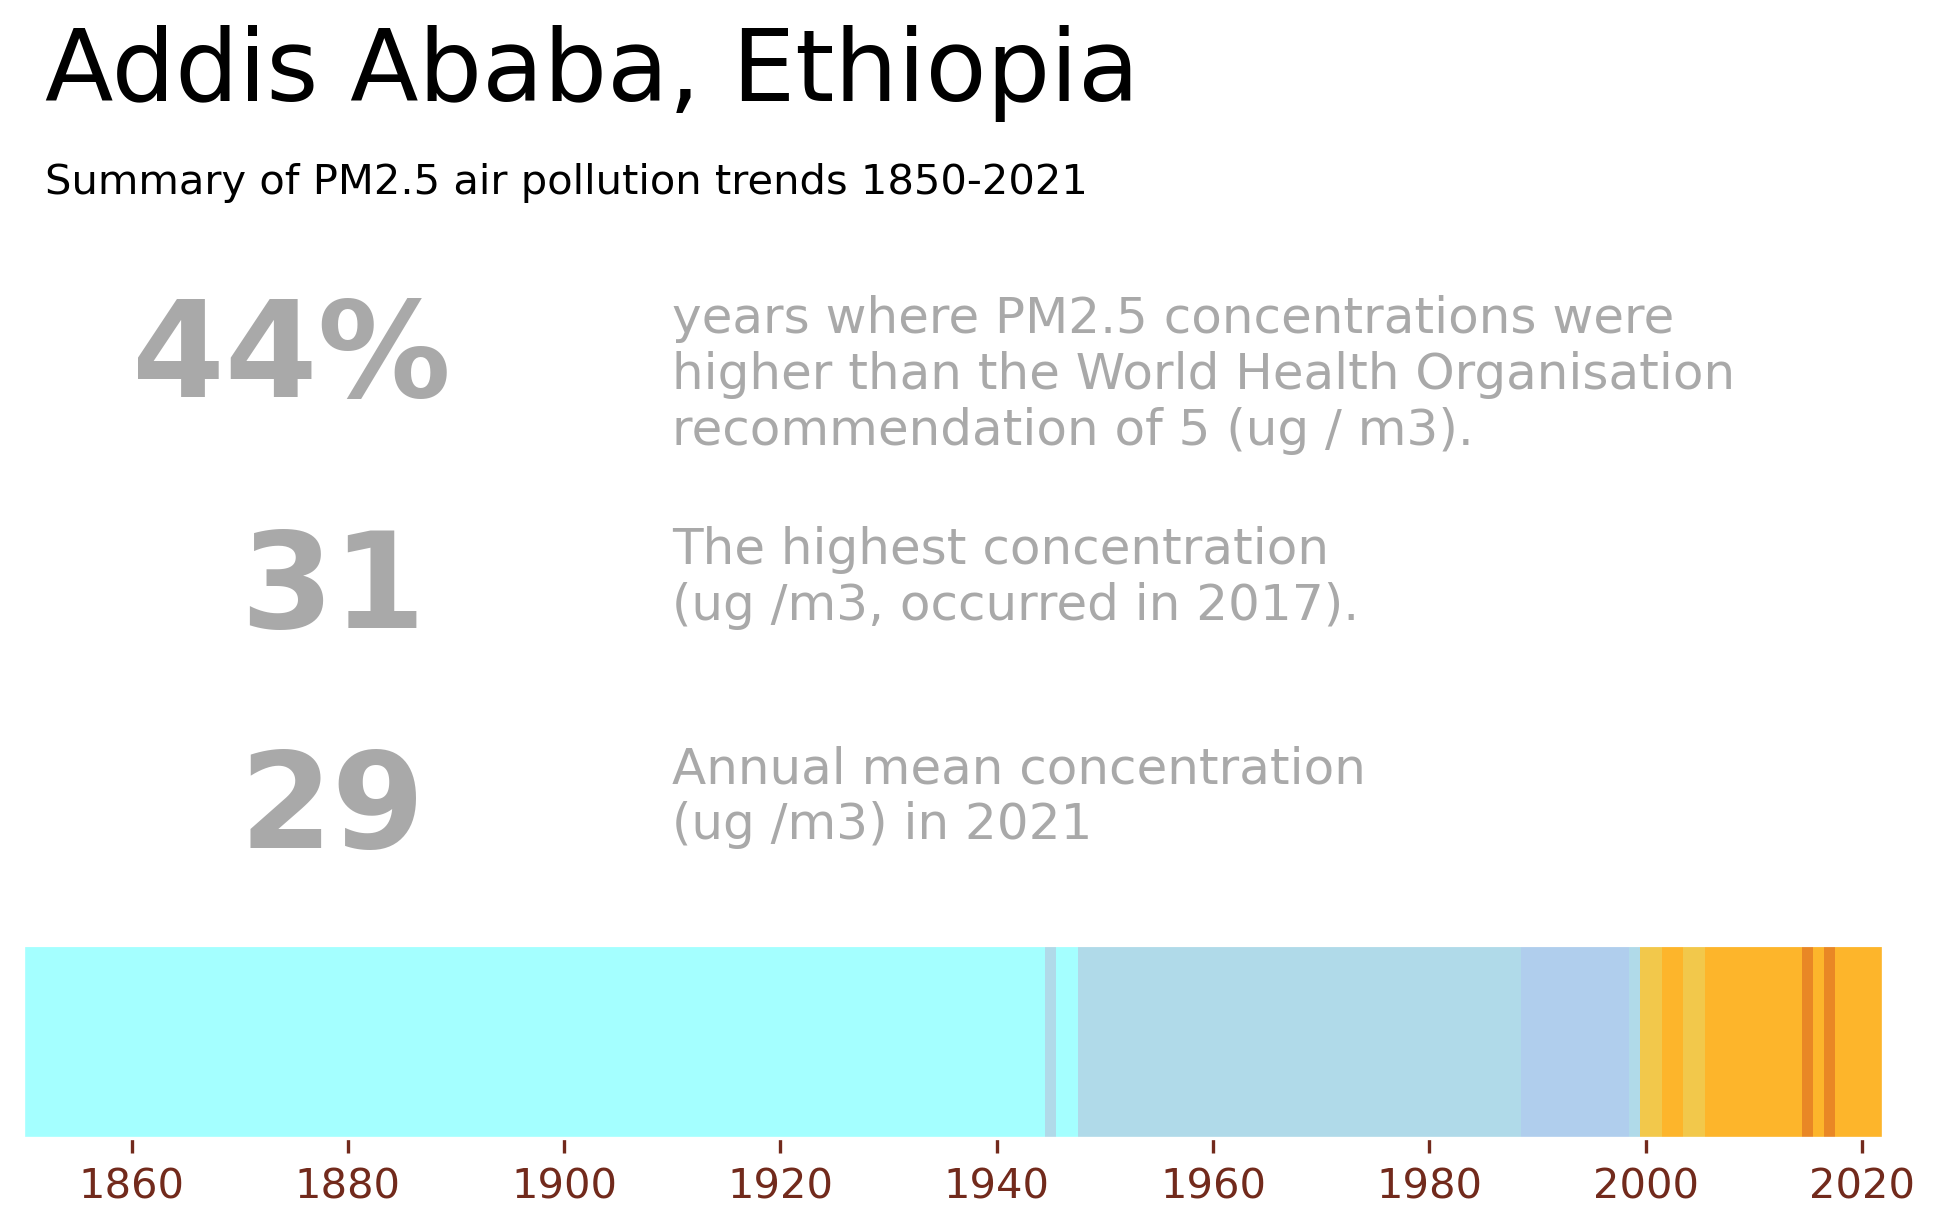 Addis Ababa, Ethiopia
Summary of PM2.5 air pollution trends 1850-2021
44%
years where PM2.5 concentrations were
higher than the World Health Organisation
recommendation of 5 (ug / m3).
31
The highest concentration
(ug /m3, occurred in 2017).
29
Annual mean concentration
(ug /m3) in 2021
1860 1880 1900 1920 1940 1960 1980 2000 2020